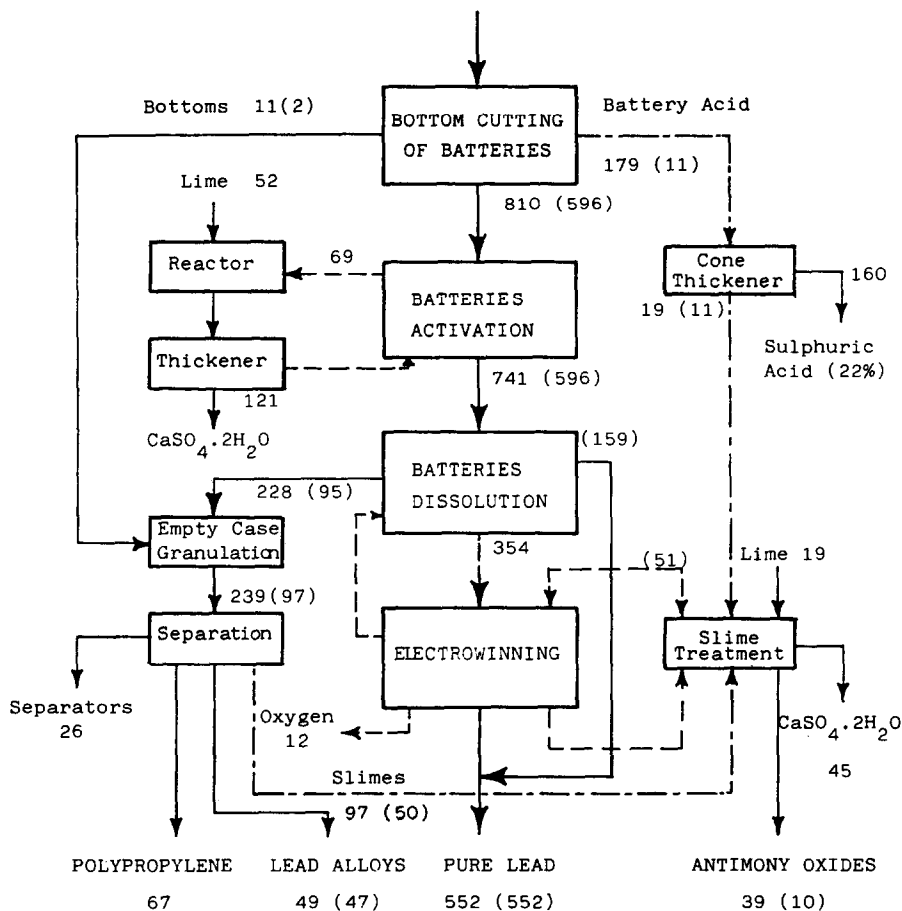 Bottoms 11(2)
BOTTOM CUTTING
OF BATTERIES
Battery Acid
179 (11)
Lime 52
810 (596)
Reactor
69
BATTERIES
ACTIVATION
Cone
Thickener
160
19 (11)
Sulphuric
Acid (22%)
Thickener
121
741 (596)
CaSO4.2H2O
BATTERIES
DISSOLUTION
(159)
228 (95)
354
Empty Case
Granulation
(51)
Lime 19
239(97)
Separation
ELECTROWINNING
Slime
Treatment
Separators
26
Oxygen
12
CaSO4.2H2O
45
Slimes
97 (50)
POLYPROPYLENE
67
LEAD ALLOYS
49 (47)
PURE LEAD
552 (552)
ANTIMONY OXIDES
39 (10)